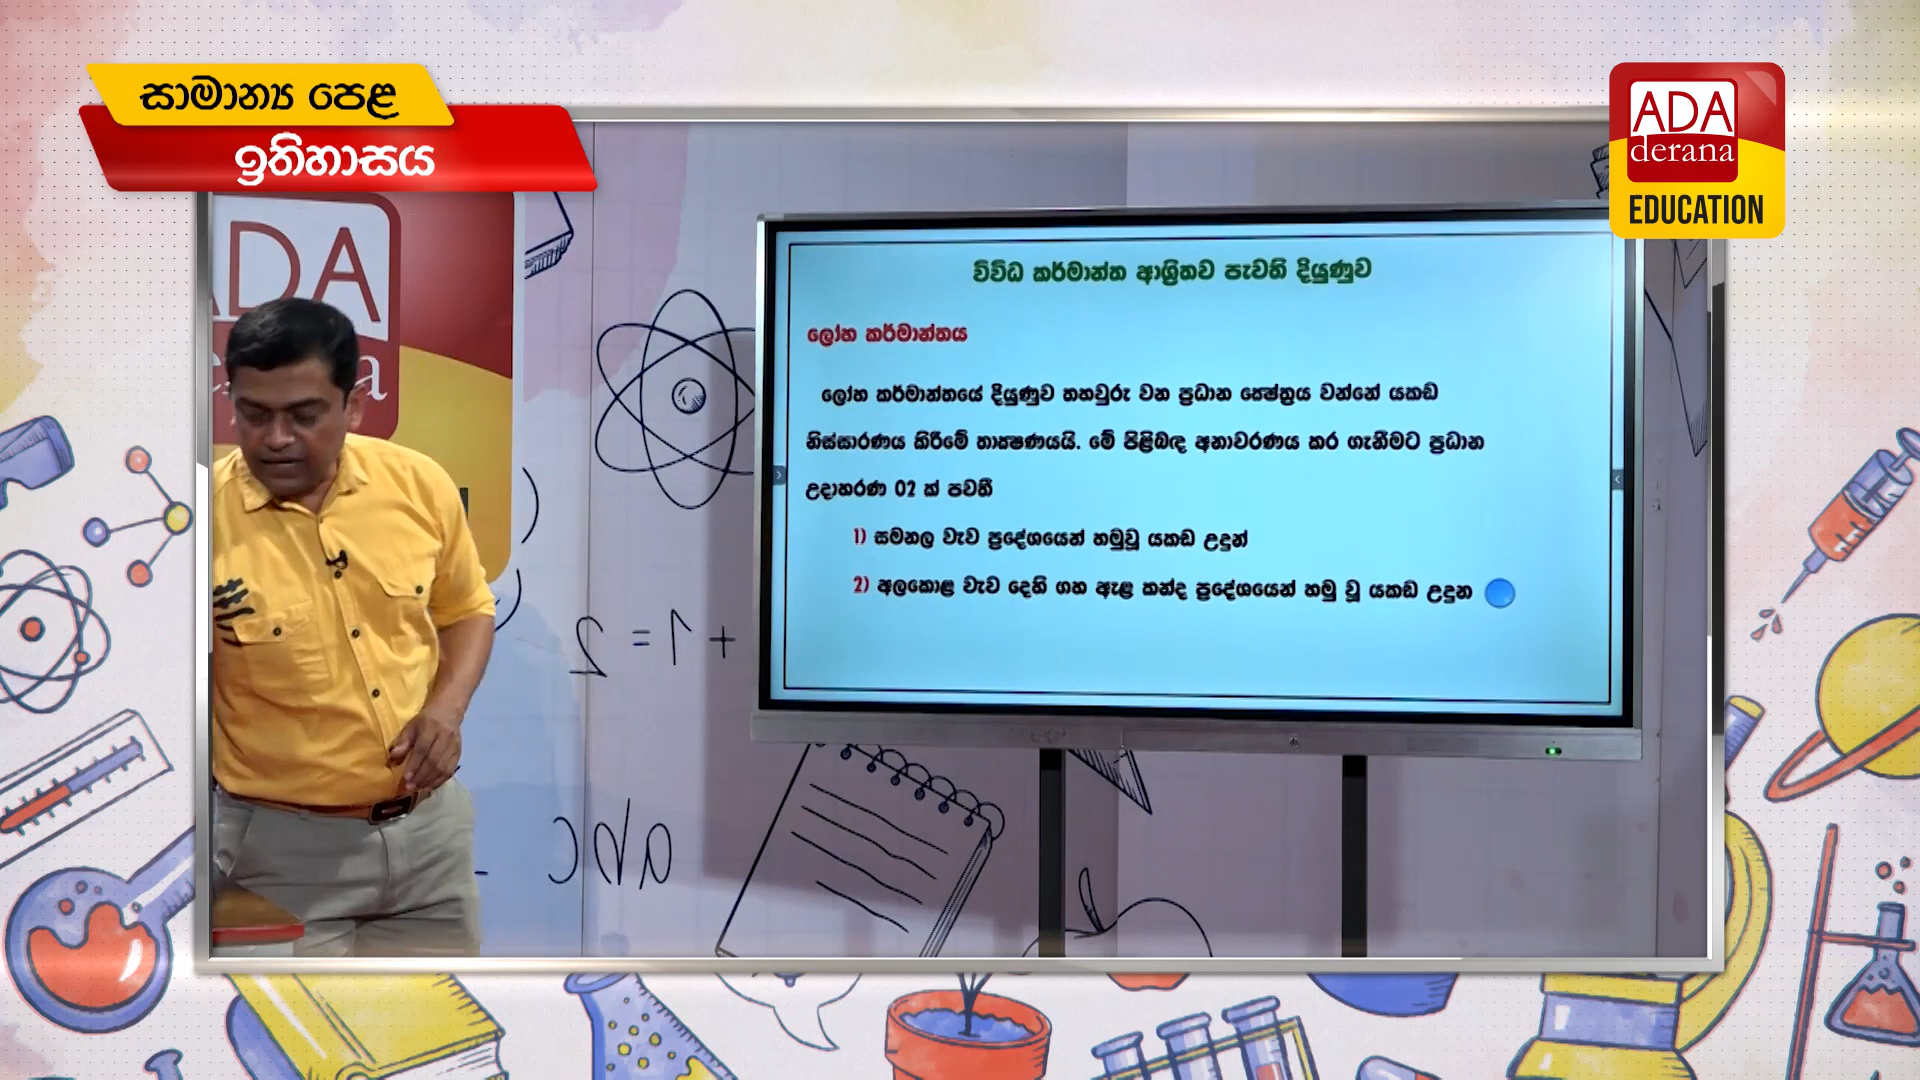 සාමාන්‍ය පෙළ
ඉතිහාසය
ADA
derana
EDUCATION
ADA
විවිධ කර්මාන්ත ආශ්‍රිතව පැවති දියුණුව
ලෝහ කර්මාන්තය
ලෝහ කර්මාන්තයේ දියුණුව තහවුරු වන ප්‍රධාන ක්ෂේත්‍රය වන්නේ යකඩ
නිස්සාරණය කිරීමේ තාක්ෂණයයි. මේ පිළිබඳ අනාවරණය කර ගැනීමට ප්‍රධාන
උදාහරණ 02 ක් පවතී
1) සමනල වැව ප්‍රදේශයෙන් හමුවූ යකඩ උදුන්
2) අලකොළ වැව දෙහි ගහ ඇළ කන්ද ප්‍රදේශයෙන් හමු වූ යකඩ උදුන